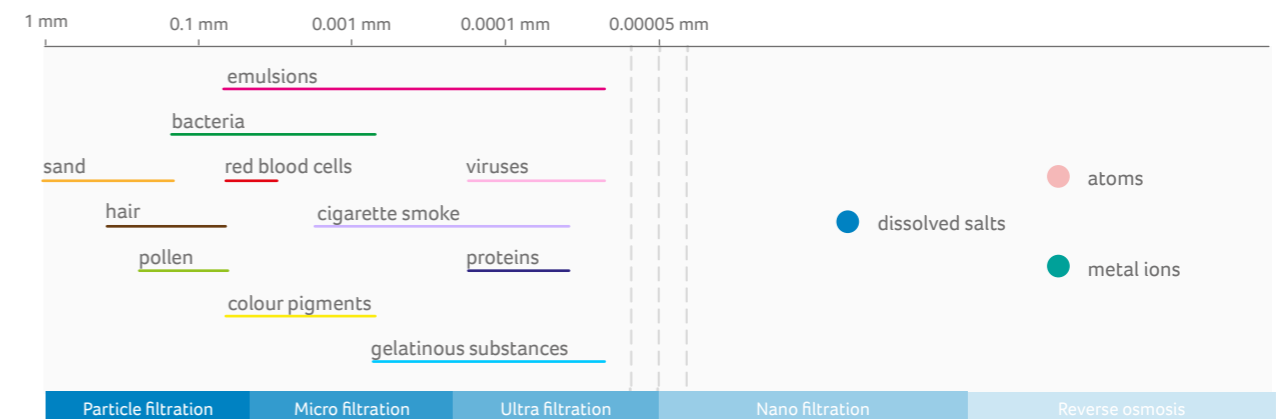 1 mm 0.1 mm 0.001 mm 0.0001 mm 0.00005 mm
emulsions
bacteria
sand red blood cells viruses
atoms
hair cigarette smoke
dissolved salts
pollen proteins
metal ions
colour pigments
gelatinous substances
Particle filtration Micro filtration Ultra filtration Nano filtration Reverse osmosis